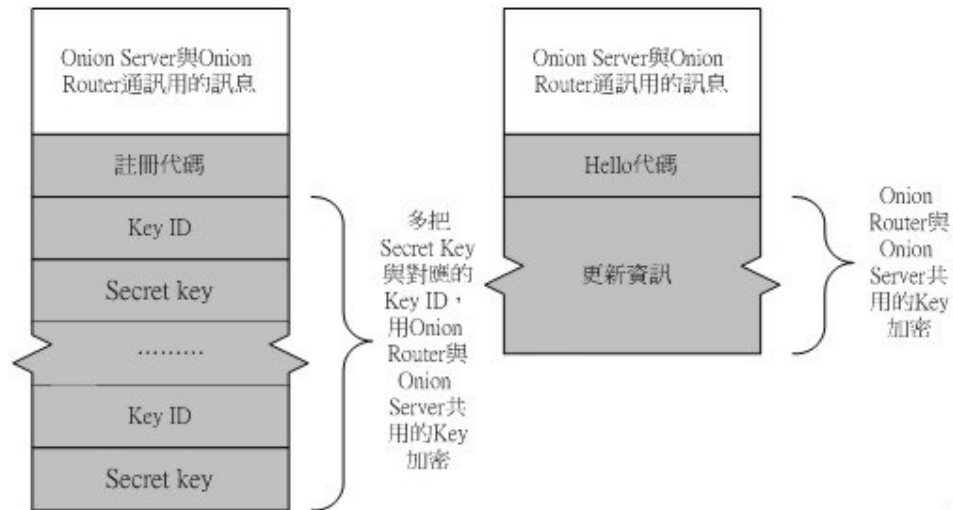 Onion Server與Onion
Router通訊用的訊息
註冊代碼
Key ID
Secret key
………
Key ID
Secret key
多把
Secret Key
與對應的
Key ID，
用Onion
Router與
Onion
Server共
用的Key
加密
Onion Server與Onion
Router通訊用的訊息
Hello代碼
更新資訊
Onion
Router與
Onion
Server共
用的Key
加密